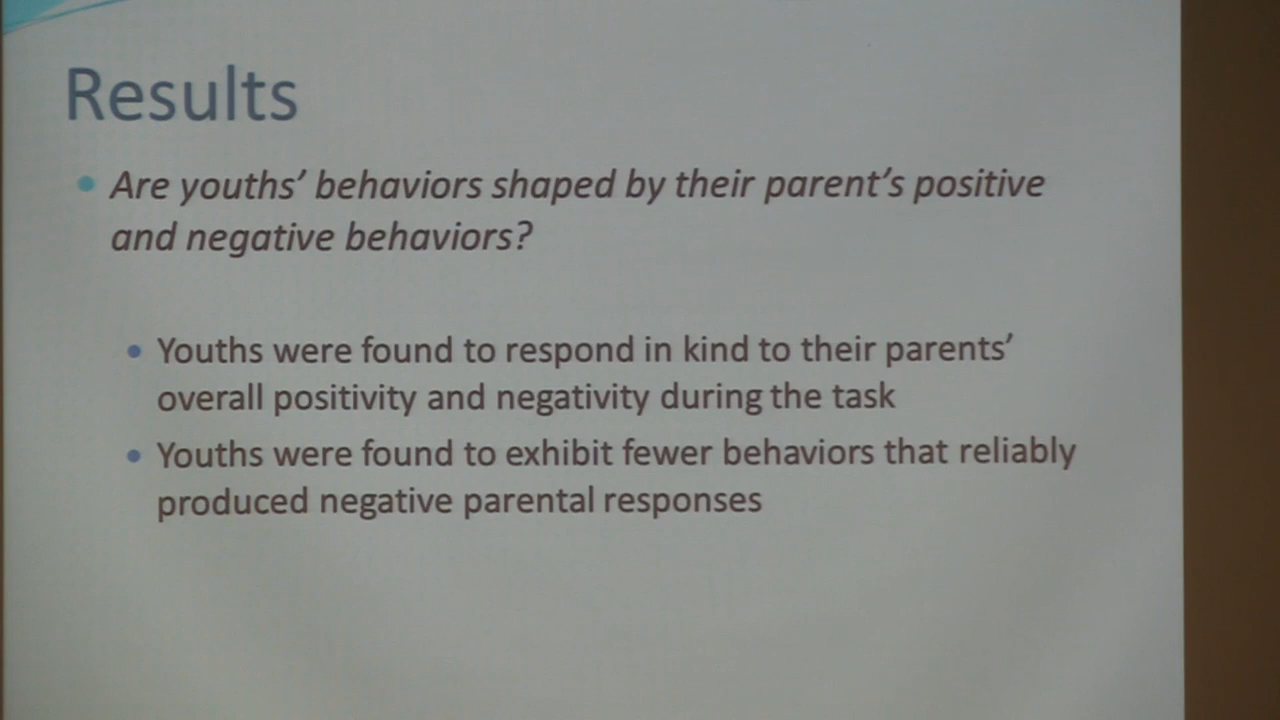 Results
• Are youths’ behaviors shaped by their parent’s positive
and negative behaviors?
• Youths were found to respond in kind to their parents’
overall positivity and negativity during the task
• Youths were found to exhibit fewer behaviors that reliably
produced negative parental responses